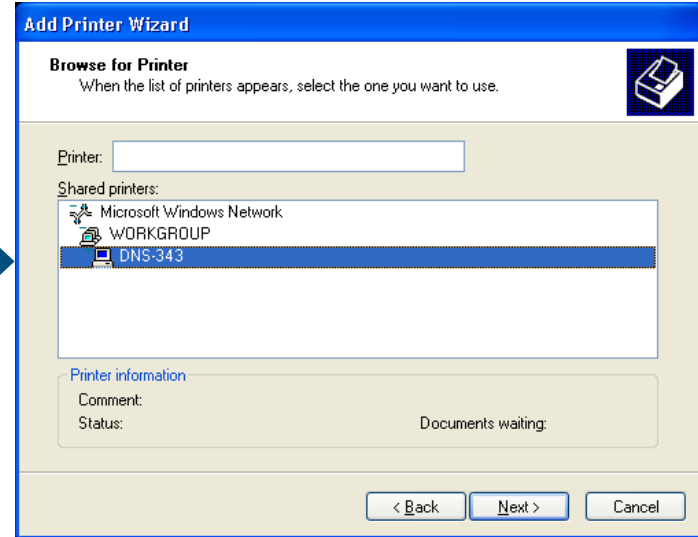 Add Printer Wizard
Browse for Printer
When the list of printers appears, select the one you want to use.
Printer:
Shared printers:
Microsoft Windows Network
WORKGROUP
DNS-343
Printer information
Comment:
Status: Documents waiting:
< Back Next > Cancel